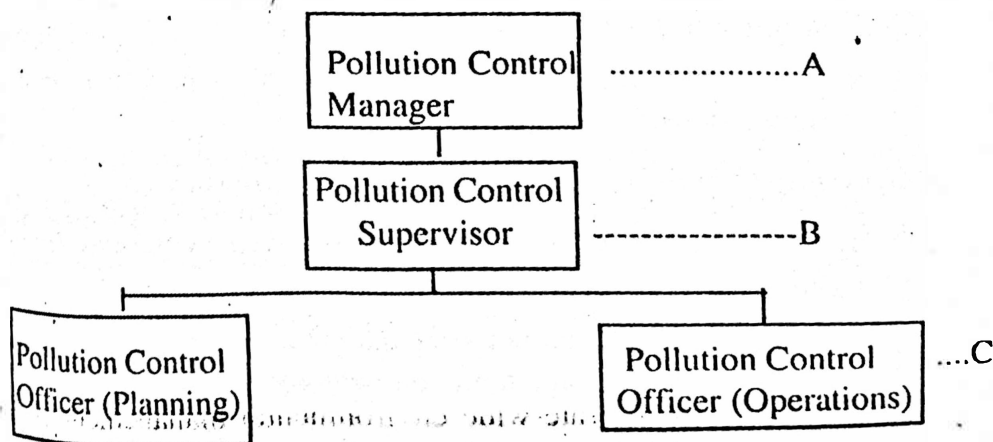 Pollution Control
Manager
.....................A
Pollution Control
Supervisor
-------------------B
Pollution Control
Officer (Planning)
Pollution Control
Officer (Operations)
....C